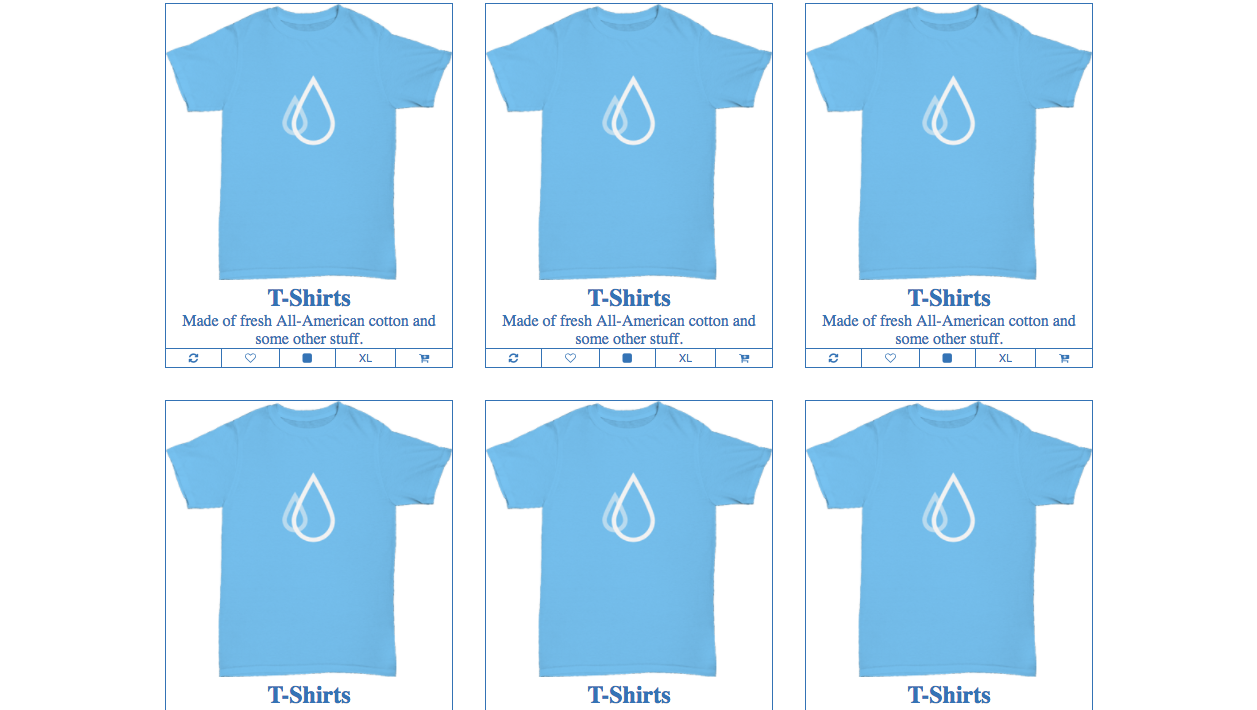 T-Shirts
Made of fresh All-American cotton and
some other stuff.
XL
T-Shirts
Made of fresh All-American cotton and
some other stuff.
XL
T-Shirts
Made of fresh All-American cotton and
some other stuff.
XL
T-Shirts
T-Shirts
T-Shirts